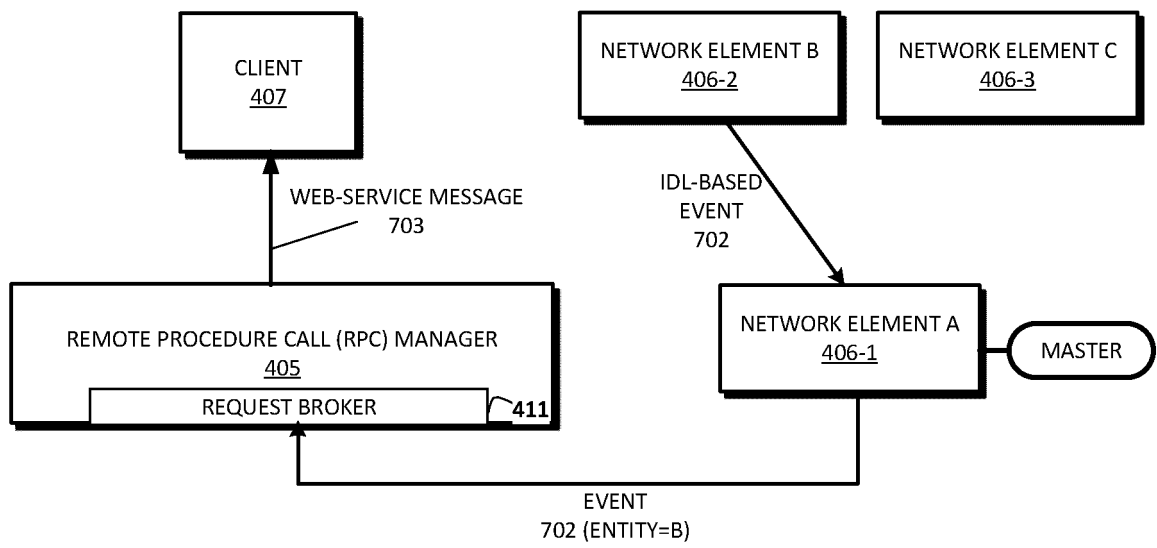 CLIENT
407
NETWORK ELEMENT B
406-2
NETWORK ELEMENT C
406-3
WEB-SERVICE MESSAGE
703
IDL-BASED
EVENT
702
REMOTE PROCEDURE CALL (RPC) MANAGER
405
REQUEST BROKER
411
NETWORK ELEMENT A
406-1
MASTER
EVENT
702 (ENTITY=B)